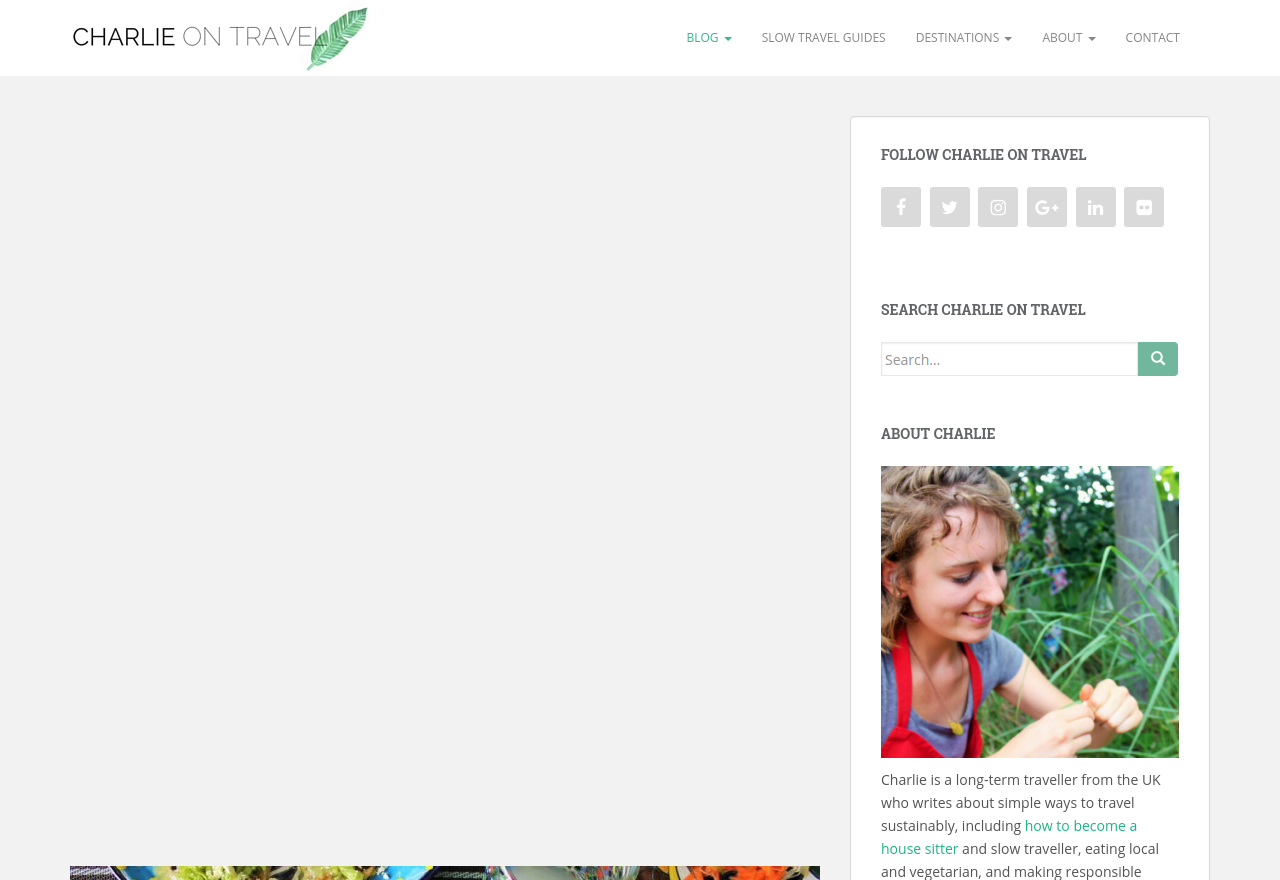 CHARLIE ON TRAVEL
BLOG
SLOW TRAVEL GUIDES
DESTINATIONS
ABOUT
CONTACT
FOLLOW CHARLIE ON TRAVEL
SEARCH CHARLIE ON TRAVEL
Search...
ABOUT CHARLIE
Charlie is a long-term traveller from the UK
who writes about simple ways to travel
sustainably, including how to become a
house sitter and slow traveller, eating local
and vegetarian, and making responsible